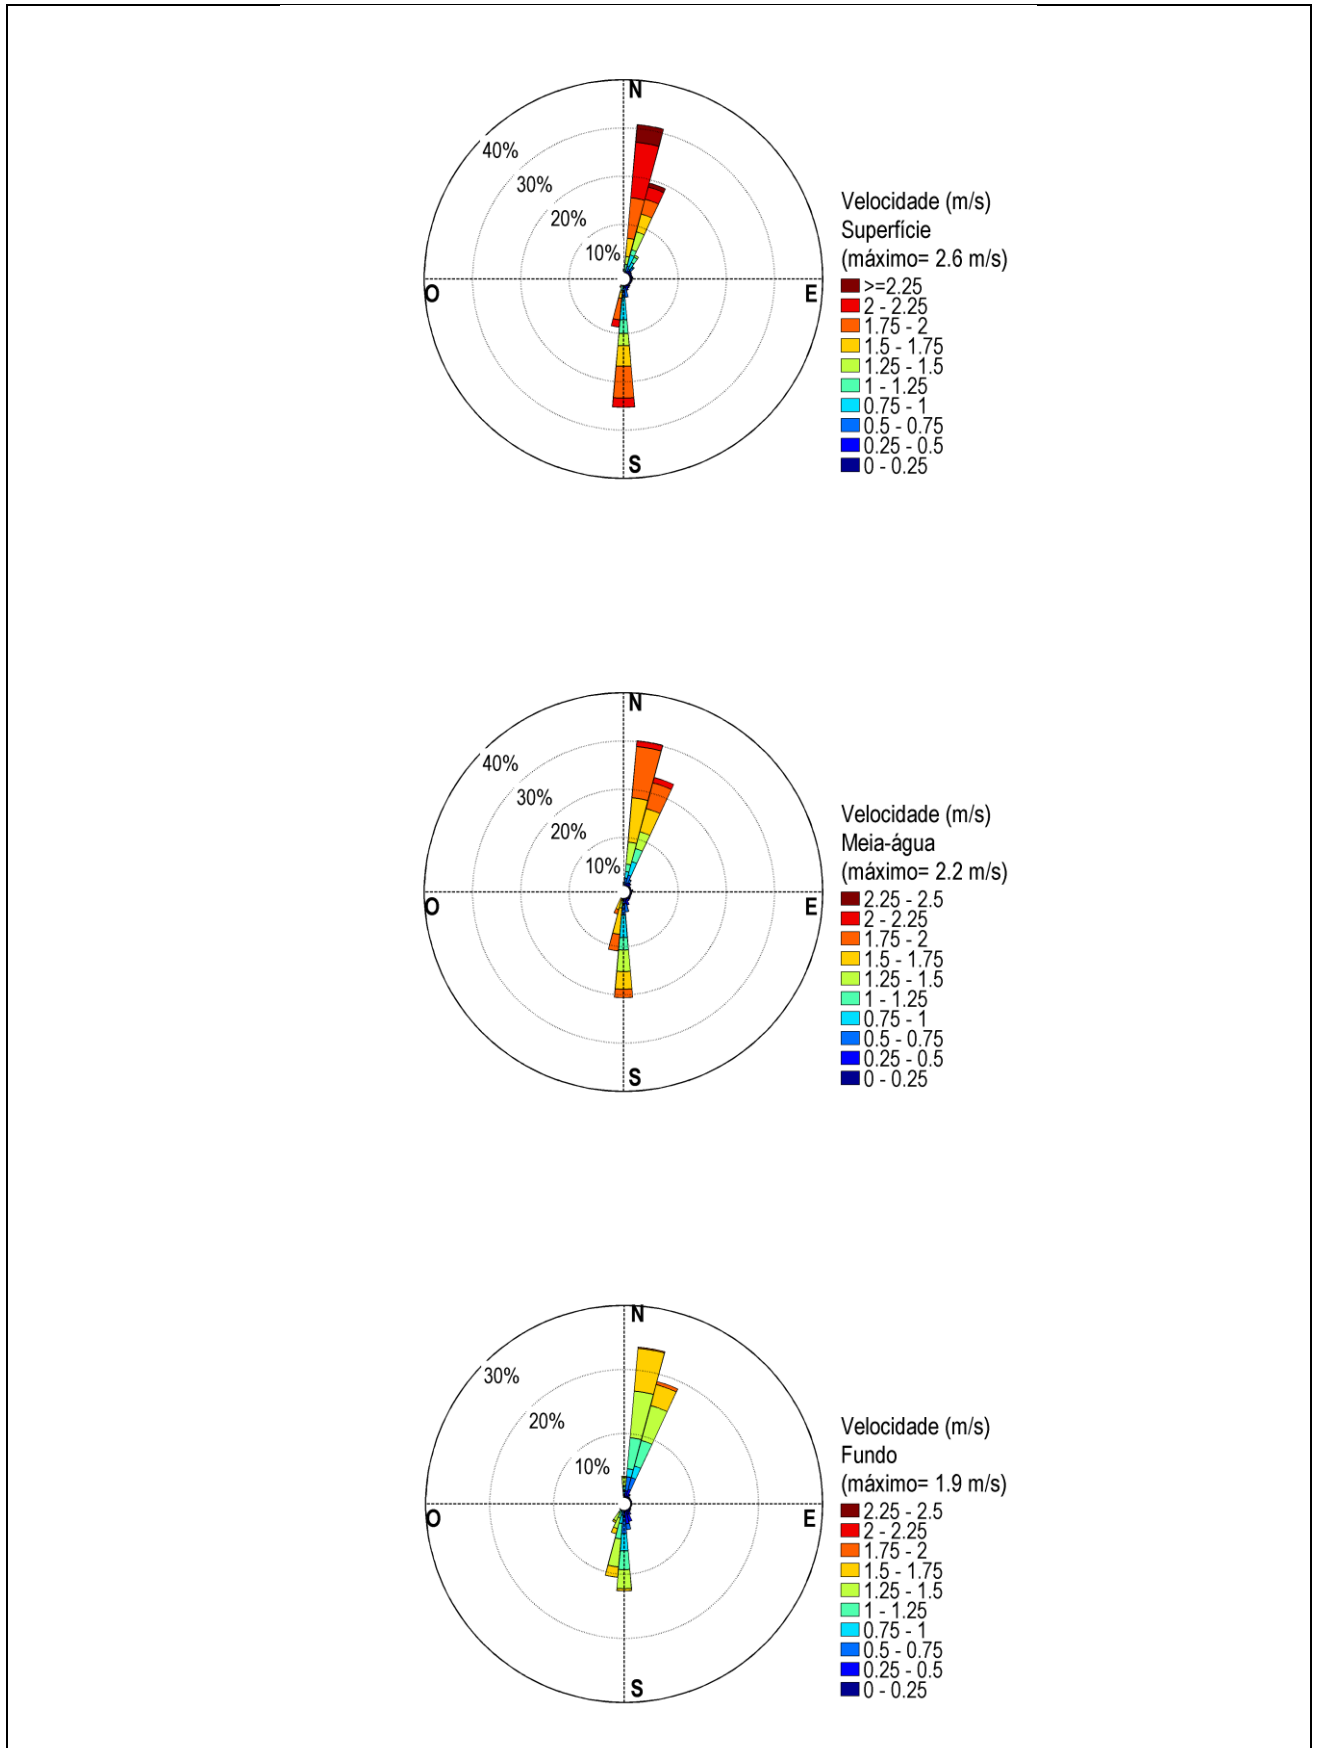 N
40%
30%
20%
10%
O
E
S
Velocidade (m/s)
Superfície
(máximo= 2.6 m/s)
>=2.25
2 - 2.25
1.75 - 2
1.5 - 1.75
1.25 - 1.5
1 - 1.25
0.75 - 1
0.5 - 0.75
0.25 - 0.5
0 - 0.25
N
40%
30%
20%
10%
O
E
S
Velocidade (m/s)
Meia-água
(máximo= 2.2 m/s)
2.25 - 2.5
2 - 2.25
1.75 - 2
1.5 - 1.75
1.25 - 1.5
1 - 1.25
0.75 - 1
0.5 - 0.75
0.25 - 0.5
0 - 0.25
N
30%
20%
10%
O
E
S
Velocidade (m/s)
Fundo
(máximo= 1.9 m/s)
2.25 - 2.5
2 - 2.25
1.75 - 2
1.5 - 1.75
1.25 - 1.5
1 - 1.25
0.75 - 1
0.5 - 0.75
0.25 - 0.5
0 - 0.25